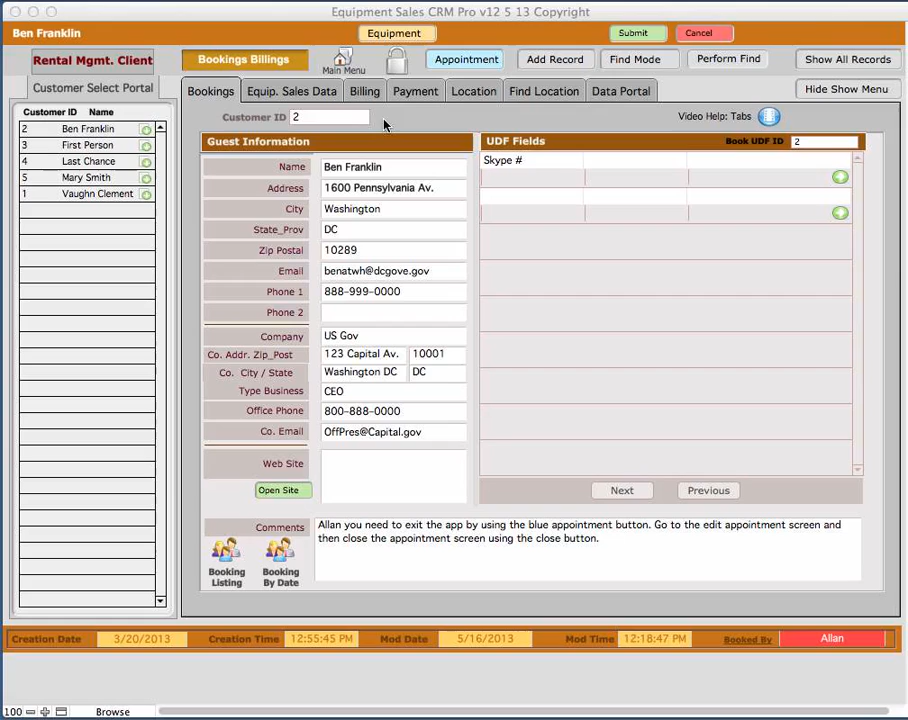 Equipment Sales CRM Pro v12 5 13 Copyright
Ben Franklin
Equipment
Submit
Cancel
Rental Mgmt. Client
Bookings Billings
Main Menu
Appointment
Add Record
Find Mode
Perform Find
Show All Records
Customer Select Portal
Bookings
Equip. Sales Data
Billing
Payment
Location
Find Location
Data Portal
Hide Show Menu
Customer ID Name
2 Ben Franklin
3 First Person
4 Last Chance
5 Mary Smith
1 Vaughn Clement
Customer ID 2
Video Help: Tabs
Guest Information
Name Ben Franklin
Address 1600 Pennsylvania Av.
City Washington
State_Prov DC
Zip Postal 10289
Email benatwh@dcgove.gov
Phone 1 888-999-0000
Phone 2
Company US Gov
Co. Addr. Zip_Post 123 Capital Av. 10001
Co. City / State Washington DC DC
Type Business CEO
Office Phone 800-888-0000
Co. Email OffPres@Capital.gov
Web Site
Open Site
UDF Fields
Book UDF ID 2
Skype #
Next
Previous
Comments
Allan you need to exit the app by using the blue appointment button. Go to the edit appointment screen and
then close the appointment screen using the close button.
Booking
Listing
Booking
By Date
Creation Date 3/20/2013 Creation Time 12:55:45 PM Mod Date 5/16/2013 Mod Time 12:18:47 PM Booked By Allan
100 Browse